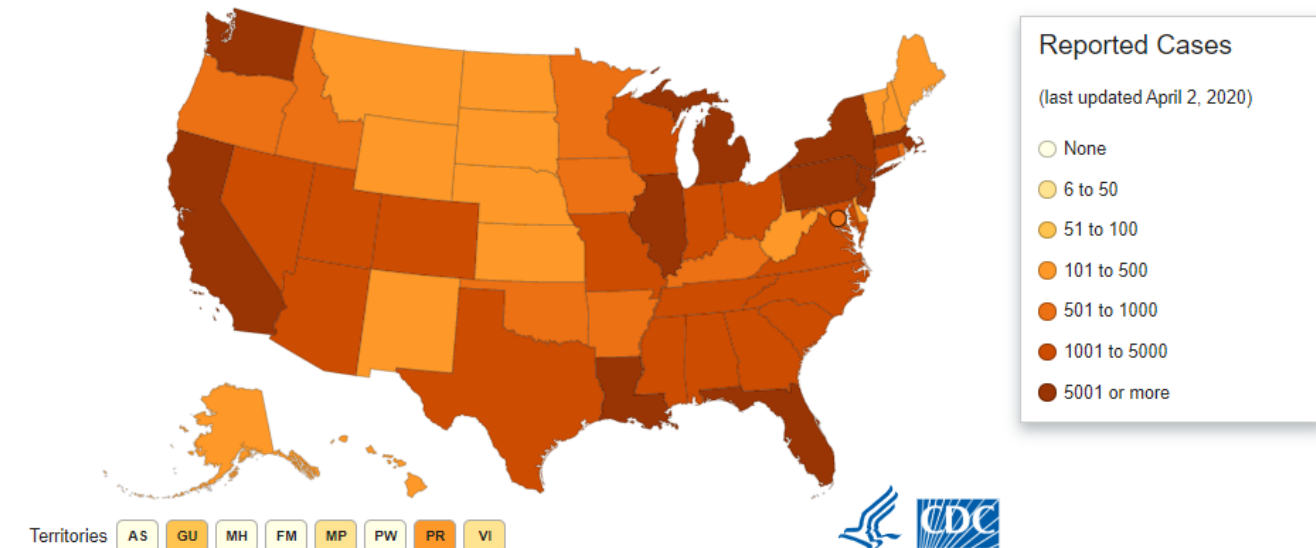 Reported Cases
(last updated April 2, 2020)
None
6 to 50
51 to 100
101 to 500
501 to 1000
1001 to 5000
5001 or more
Territories AS GU MH FM MP PW PR VI
CDC